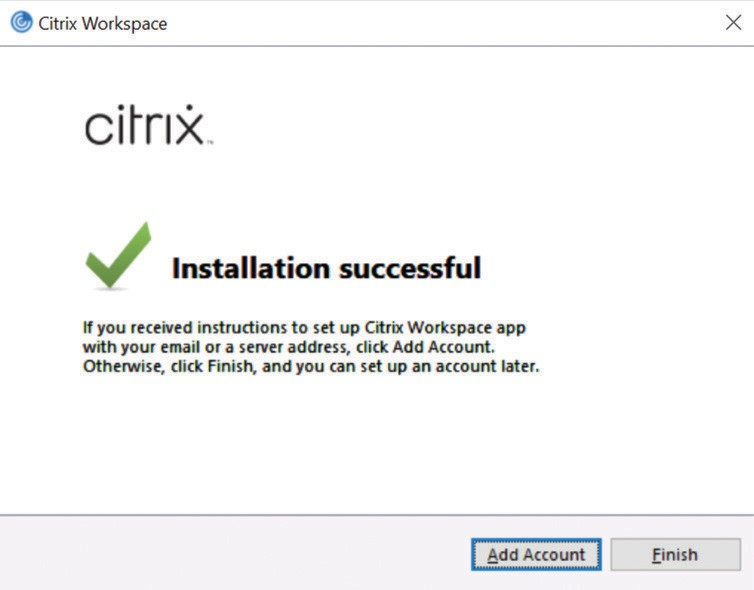 Citrix Workspace
citrix™
Installation successful
If you received instructions to set up Citrix Workspace app
with your email or a server address, click Add Account.
Otherwise, click Finish, and you can set up an account later.
Add Account Finish